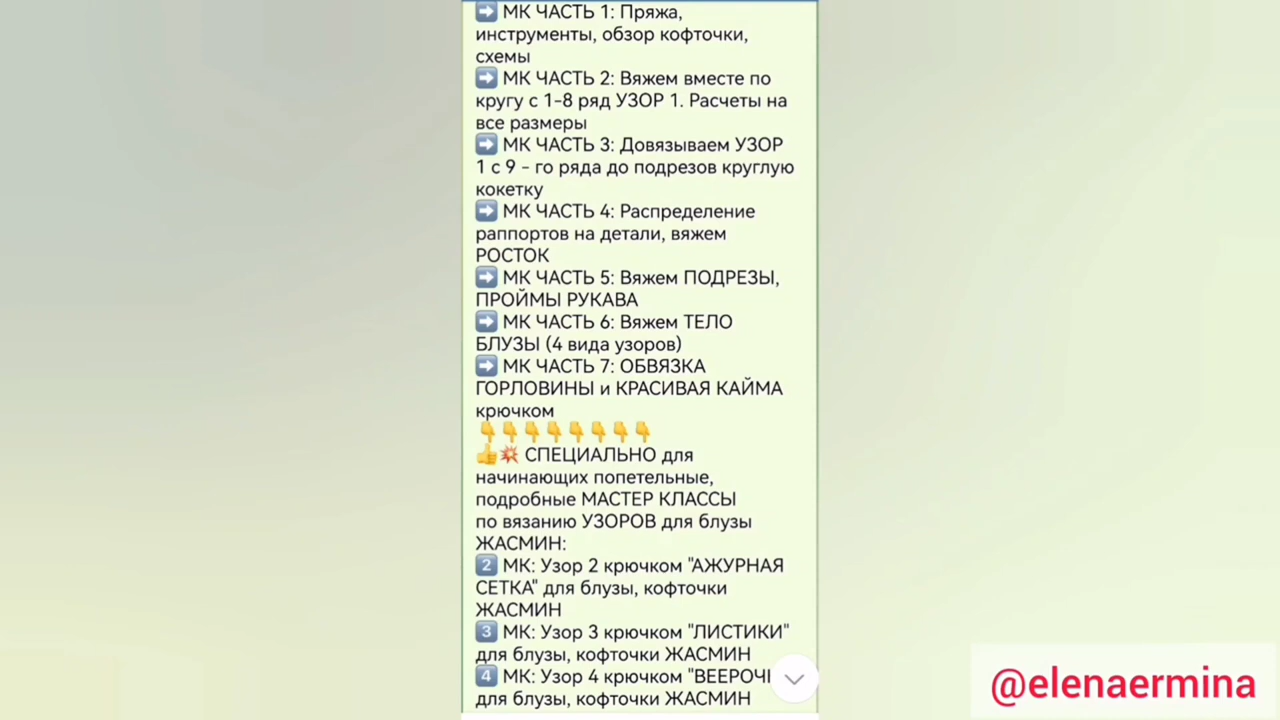 ➡️ МК ЧАСТЬ 1: Пряжа,
инструменты, обзор кофточки,
схемы
➡️ МК ЧАСТЬ 2: Вяжем вместе по
кругу с 1-8 ряд УЗОР 1. Расчеты на
все размеры
➡️ МК ЧАСТЬ 3: Довязываем УЗОР
1 с 9 - го ряда до подрезов круглую
кокетку
➡️ МК ЧАСТЬ 4: Распределение
раппортов на детали, вяжем
РОСТОК
➡️ МК ЧАСТЬ 5: Вяжем ПОДРЕЗЫ,
ПРОЙМЫ РУКАВА
➡️ МК ЧАСТЬ 6: Вяжем ТЕЛО
БЛУЗЫ (4 вида узоров)
➡️ МК ЧАСТЬ 7: ОБВЯЗКА
ГОРЛОВИНЫ и КРАСИВАЯ КАЙМА
крючком
👇👇👇👇👇👇👇👇
👍💥 СПЕЦИАЛЬНО для
начинающих попетельные,
подробные МАСТЕР КЛАССЫ
по вязанию УЗОРОВ для блузы
ЖАСМИН:
2️⃣ МК: Узор 2 крючком "АЖУРНАЯ
СЕТКА" для блузы, кофточки
ЖАСМИН
3️⃣ МК: Узор 3 крючком "ЛИСТИКИ"
для блузы, кофточки ЖАСМИН
4️⃣ МК: Узор 4 крючком
для блузы, кофточки ЖАСМИН
@elenaermina